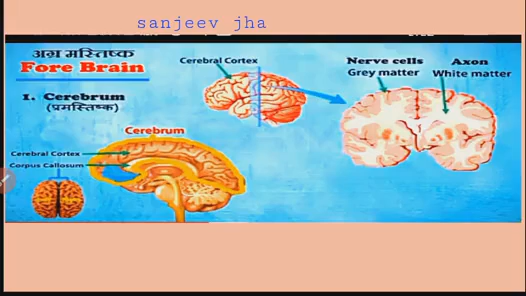 sanjeev jha
अग्र मस्तिष्क
Fore Brain
1. Cerebrum
(प्रमस्तिष्क)
Cerebral Cortex
Nerve cells
Grey matter
Axon
White matter
Cerebrum
Cerebral Cortex
Corpus Callosum